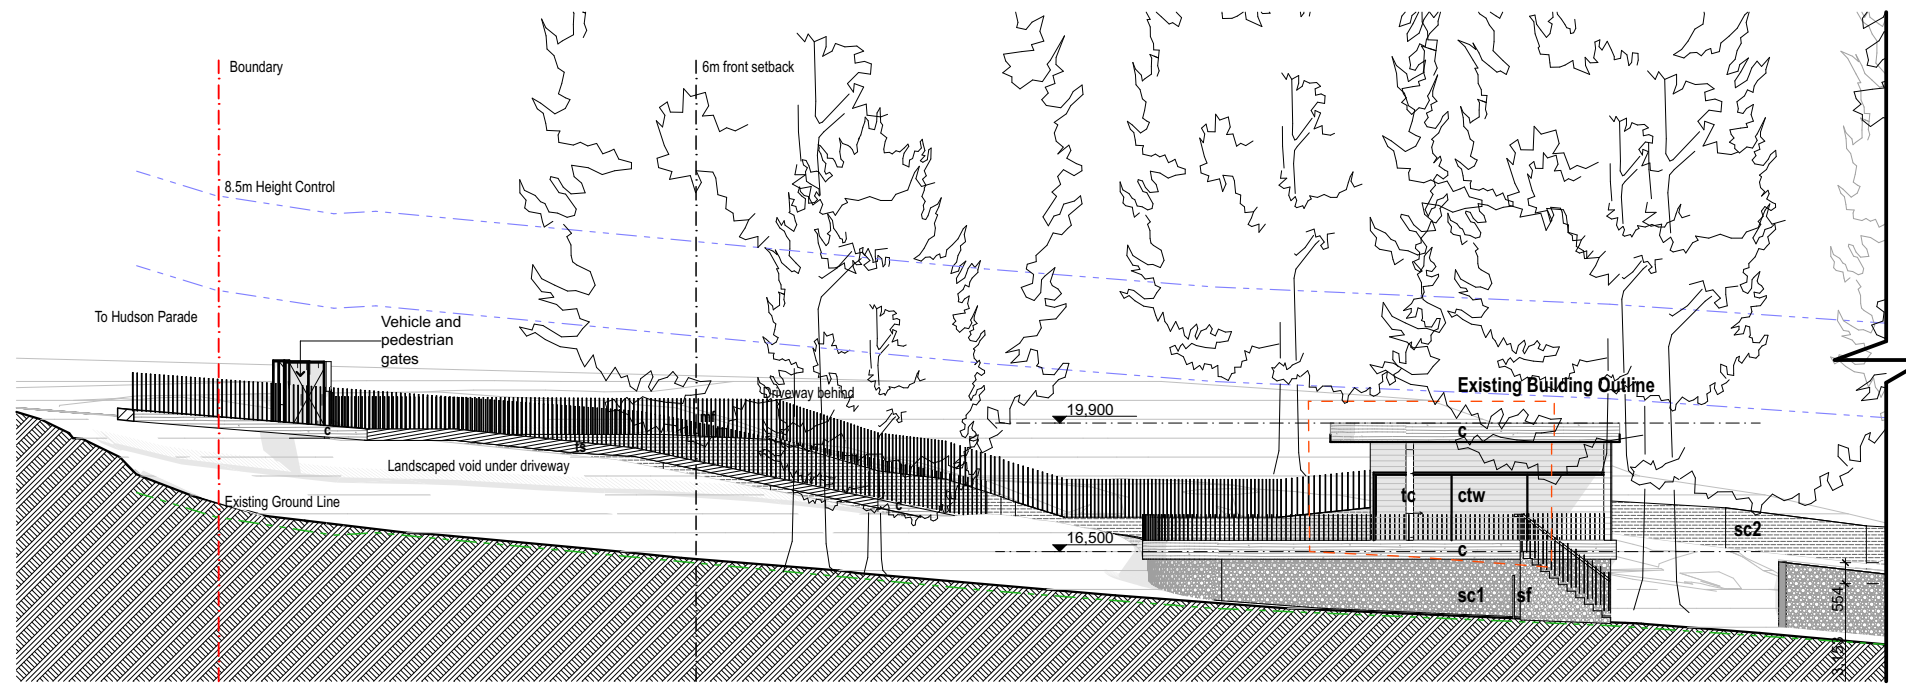 Boundary
6m front setback
8.5m Height Control
To Hudson Parade
Vehicle and
pedestrian
gates
Driveway behind
Existing Building Outline
19,900
mf
c
c
ts
Landscaped void under driveway
tc
ctw
Existing Ground Line
c
sc2
16,500
c
sc1
sf
554